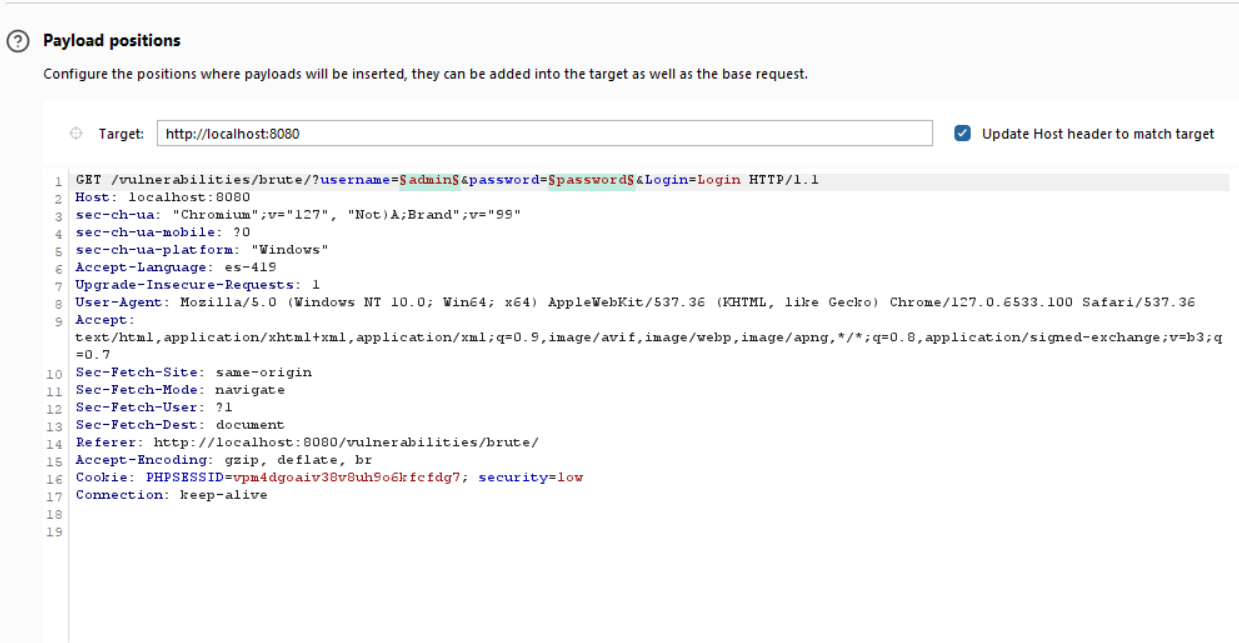 Payload positions
Configure the positions where payloads will be inserted, they can be added into the target as well as the base request.
Target: http://localhost:8080 Update Host header to match target
1 GET /vulnerabilities/brute/?username=§admin§&password=§password§&Login=Login HTTP/1.1
2 Host: localhost:8080
3 sec-ch-ua: "Chromium";v="127", "Not)A;Brand";v="99"
4 sec-ch-ua-mobile: ?0
5 sec-ch-ua-platform: "Windows"
6 Accept-Language: es-419
7 Upgrade-Insecure-Requests: 1
8 User-Agent: Mozilla/5.0 (Windows NT 10.0; Win64; x64) AppleWebKit/537.36 (KHTML, like Gecko) Chrome/127.0.6533.100 Safari/537.36
9 Accept:
text/html,application/xhtml+xml,application/xml;q=0.9,image/avif,image/webp,image/apng,*/*;q=0.8,application/signed-exchange;v=b3;q
=0.7
10 Sec-Fetch-Site: same-origin
11 Sec-Fetch-Mode: navigate
12 Sec-Fetch-User: ?1
13 Sec-Fetch-Dest: document
14 Referer: http://localhost:8080/vulnerabilities/brute/
15 Accept-Encoding: gzip, deflate, br
16 Cookie: PHPSESSID=vpm4dgoaiv38v8uh9o6kfcfdg7; security=low
17 Connection: keep-alive
18
19